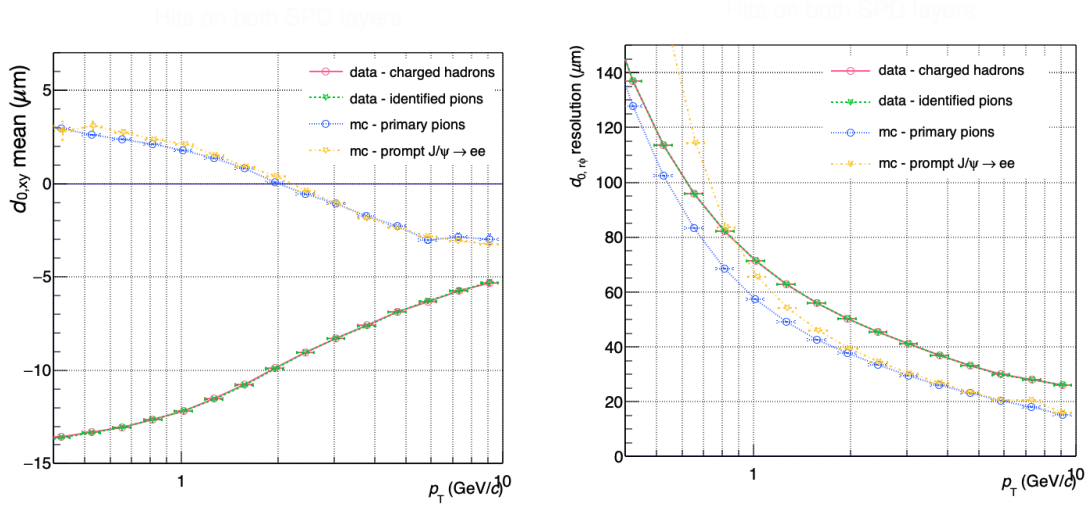 Hits on both SPD layers
d0,xy mean (μm)
5
0
−5
−10
−15
data - charged hadrons
data - identified pions
mc - primary pions
mc - prompt J/ψ → ee
1
10
pT (GeV/c)
Hits on both SPD layers
d0, rϕ resolution (μm)
140
120
100
80
60
40
20
0
data - charged hadrons
data - identified pions
mc - primary pions
mc - prompt J/ψ → ee
1
10
pT (GeV/c)